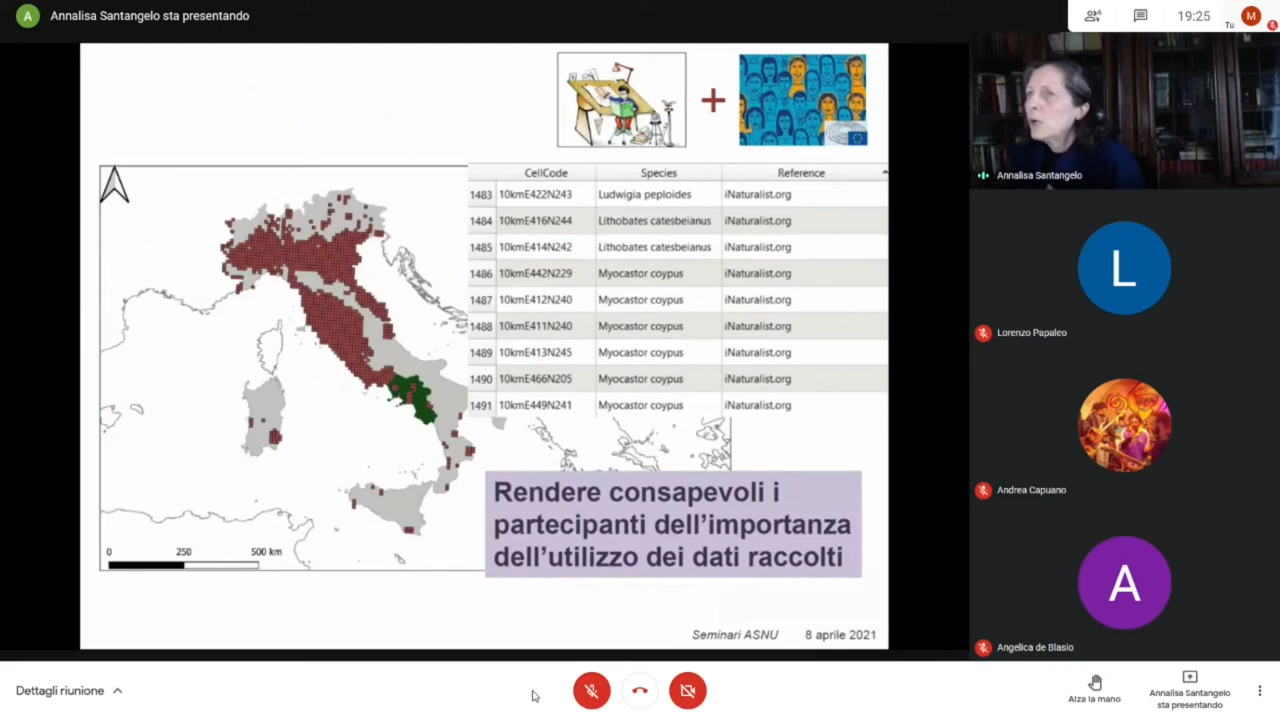 A
Annalisa Santangelo sta presentando
6
19:25
Tu
M
CellCode Species Reference
1483 10kmE422N243 Ludwigia peploides iNaturalist.org
1484 10kmE416N244 Lithobates catesbeianus iNaturalist.org
1485 10kmE414N242 Lithobates catesbeianus iNaturalist.org
1486 10kmE442N229 Myocastor coypus iNaturalist.org
1487 10kmE412N240 Myocastor coypus iNaturalist.org
1488 10kmE411N240 Myocastor coypus iNaturalist.org
1489 10kmE413N245 Myocastor coypus iNaturalist.org
1490 10kmE466N205 Myocastor coypus iNaturalist.org
1491 10kmE449N241 Myocastor coypus iNaturalist.org
0 250 500 km
Rendere consapevoli i
partecipanti dell’importanza
dell’utilizzo dei dati raccolti
Seminari ASNU 8 aprile 2021
Annalisa Santangelo
L
Lorenzo Papaleo
Andrea Capuano
A
Angelica de Blasio
Dettagli riunione
Alza la mano
Annalisa Santangelo
sta presentando